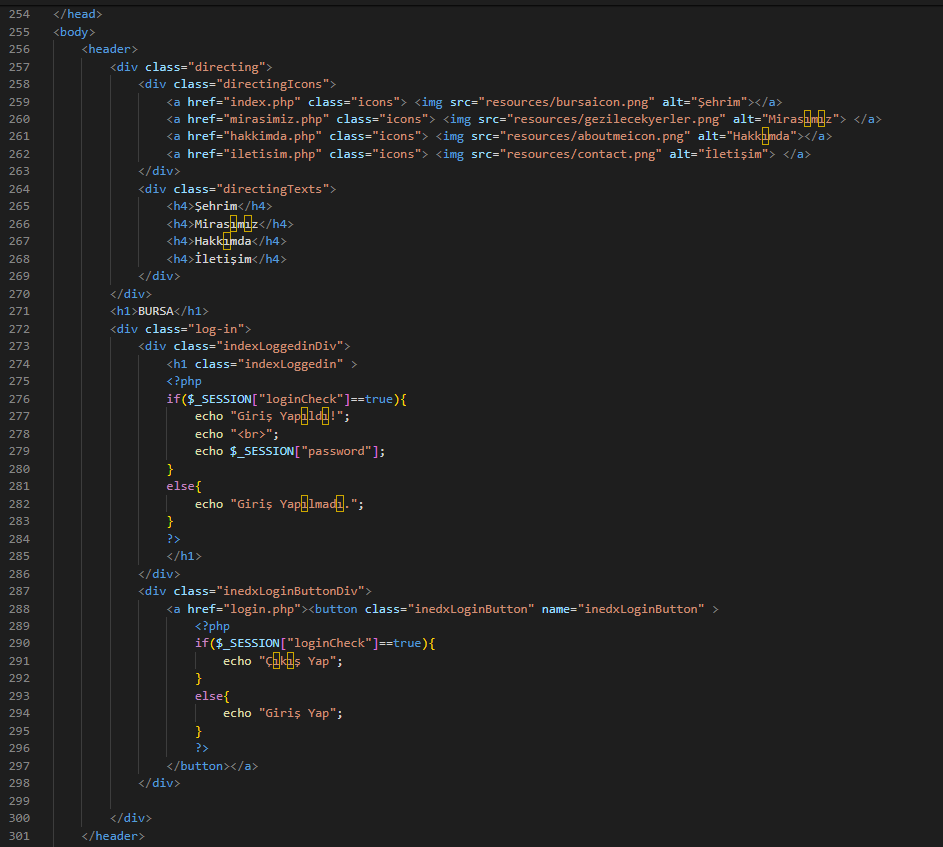 254 </head>
255 <body>
256 <header>
257 <div class="directing">
258 <div class="directingIcons">
259 <a href="index.php" class="icons"> <img src="resources/bursaicon.png" alt="Şehrim"></a>
260 <a href="mirasimiz.php" class="icons"> <img src="resources/gezilecekyerler.png" alt="Mirasımız"> </a>
261 <a href="hakkimda.php" class="icons"> <img src="resources/aboutmeicon.png" alt="Hakkımda"></a>
262 <a href="iletisim.php" class="icons"> <img src="resources/contact.png" alt="İletişim"> </a>
263 </div>
264 <div class="directingTexts">
265 <h4>Şehrim</h4>
266 <h4>Mirasımız</h4>
267 <h4>Hakkımda</h4>
268 <h4>İletişim</h4>
269 </div>
270 </div>
271 <h1>BURSA</h1>
272 <div class="log-in">
273 <div class="indexLoggedinDiv">
274 <h1 class="indexLoggedin" >
275 <?php
276 if($_SESSION["loginCheck"]==true){
277 echo "Giriş Yapıldı!";
278 echo "<br>";
279 echo $_SESSION["password"];
280 }
281 else{
282 echo "Giriş Yapılmadı.";
283 }
284 ?>
285 </h1>
286 </div>
287 <div class="inedxLoginButtonDiv">
288 <a href="login.php"><button class="inedxLoginButton" name="inedxLoginButton" >
289 <?php
290 if($_SESSION["loginCheck"]==true){
291 echo "Çıkış Yap";
292 }
293 else{
294 echo "Giriş Yap";
295 }
296 ?>
297 </button></a>
298 </div>
299
300 </div>
301 </header>